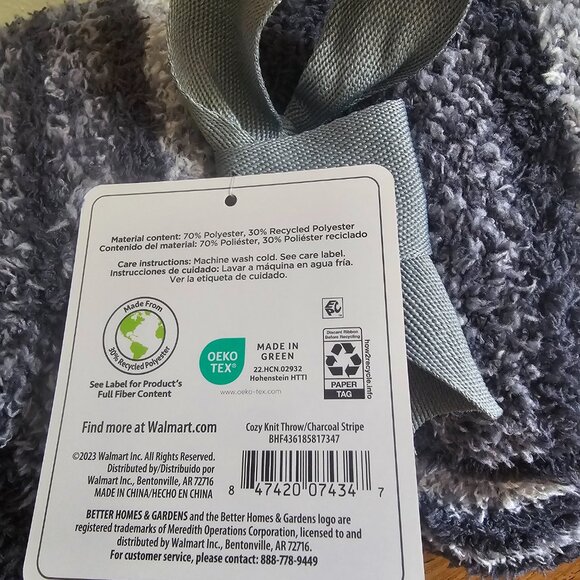 Material content: 70% Polyester, 30% Recycled Polyester
Contenido del material: 70% Poliéster, 30% Poliéster reciclado
Care instructions: Machine wash cold. See care label.
Instrucciones de cuidado: Lavar a máquina en agua fría.
Ver la etiqueta de cuidado.
Made From
30% Recycled Polyester
See Label for Product's
Full Fiber Content
OEKO
TEX®
MADE IN
GREEN
22.HCN.02932
Hohenstein HTTI
www.oeko-tex.com
Discard Ribbon
Before Recycling
PAPER
TAG
how2recycle.info
Find more at Walmart.com
©2023 Walmart Inc. All Rights Reserved.
Distributed by/Distribuido por
Walmart Inc., Bentonville, AR 72716
MADE IN CHINA/HECHO EN CHINA
Cozy Knit Throw/Charcoal Stripe
BHF436185817347
8 47420 07434 7
BETTER HOMES & GARDENS and the Better Homes & Gardens logo are
registered trademarks of Meredith Operations Corporation, licensed to and
distributed by Walmart Inc., Bentonville, AR 72716.
For customer service, please contact: 888-778-9449